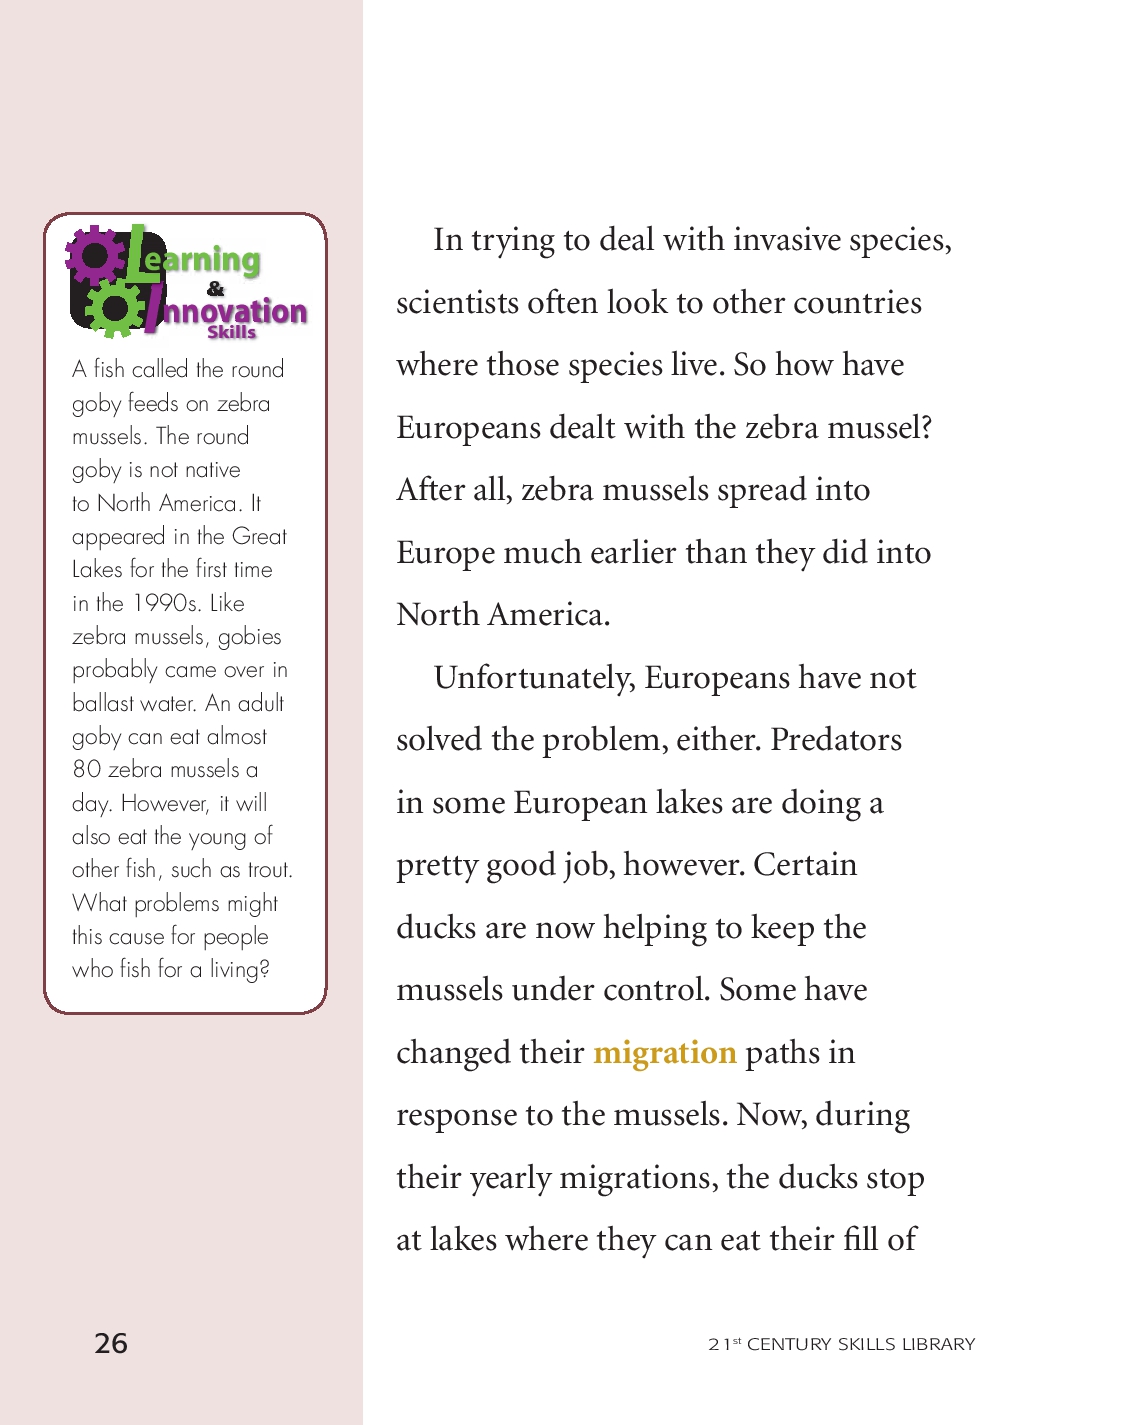 Learning
&
Innovation
Skills
A fish called the round
goby feeds on zebra
mussels. The round
goby is not native
to North America. It
appeared in the Great
Lakes for the first time
in the 1990s. Like
zebra mussels, gobies
probably came over in
ballast water. An adult
goby can eat almost
80 zebra mussels a
day. However, it will
also eat the young of
other fish, such as trout.
What problems might
this cause for people
who fish for a living?
In trying to deal with invasive species,
scientists often look to other countries
where those species live. So how have
Europeans dealt with the zebra mussel?
After all, zebra mussels spread into
Europe much earlier than they did into
North America.
Unfortunately, Europeans have not
solved the problem, either. Predators
in some European lakes are doing a
pretty good job, however. Certain
ducks are now helping to keep the
mussels under control. Some have
changed their migration paths in
response to the mussels. Now, during
their yearly migrations, the ducks stop
at lakes where they can eat their fill of
26
21st CENTURY SKILLS LIBRARY